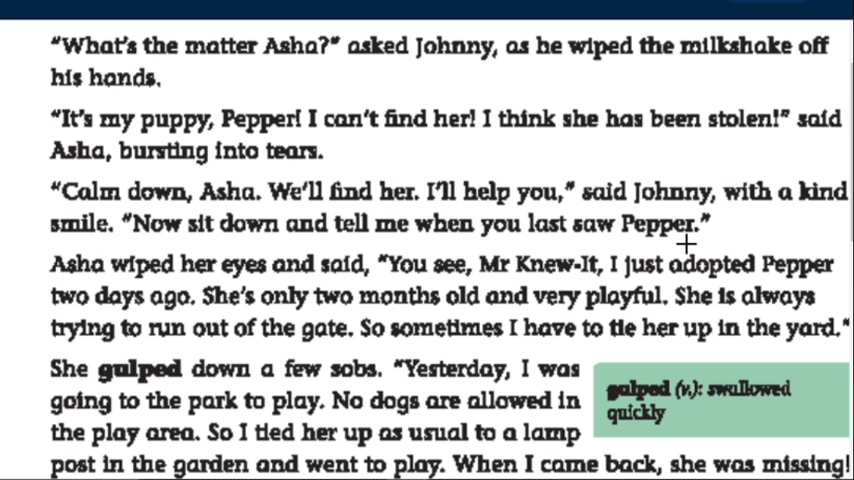 “What’s the matter Asha?” asked Johnny, as he wiped the milkshake off
his hands.
“It’s my puppy, Pepper! I can’t find her! I think she has been stolen!” said
Asha, bursting into tears.
“Calm down, Asha. We’ll find her. I’ll help you,” said Johnny, with a kind
smile. “Now sit down and tell me when you last saw Pepper.”
Asha wiped her eyes and said, “You see, Mr Knew-It, I just adopted Pepper
two days ago. She’s only two months old and very playful. She is always
trying to run out of the gate. So sometimes I have to tie her up in the yard.“
She gulped down a few sobs. “Yesterday, I was
going to the park to play. No dogs are allowed in
the play area. So I tied her up as usual to a lamp
post in the garden and went to play. When I came back, she was missing!
gulped (v.): swallowed
quickly